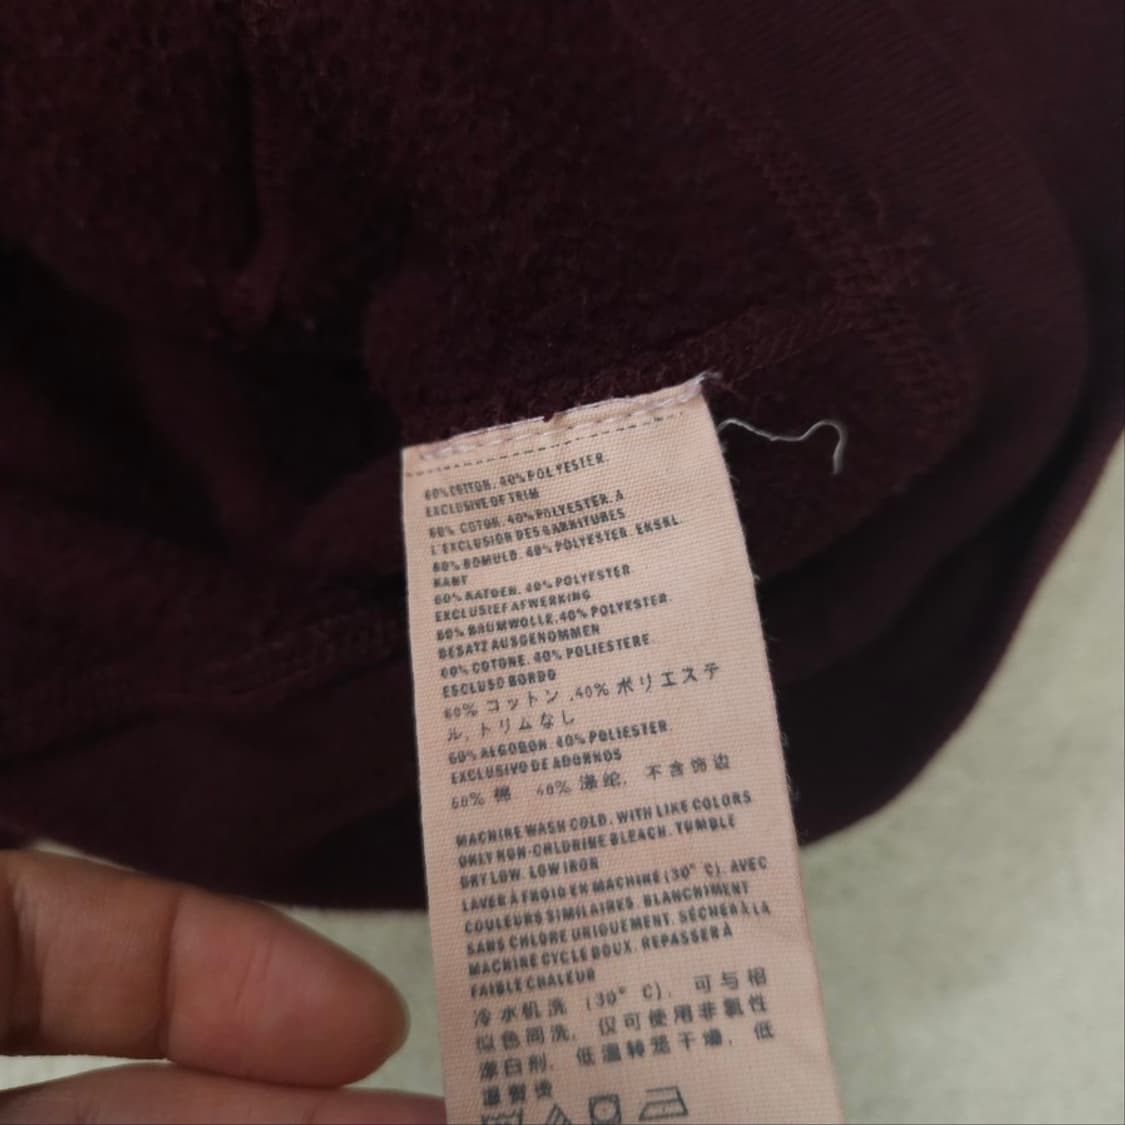 60% COTTON. 40% POLYESTER.
EXCLUSIVE OF TRIM
60% COTON. 40% POLYESTER. A
L'EXCLUSION DES GARNITURES
60% BOMULD. 40% POLYESTER. EKSKL.
KANT
60% KATOEN. 40% POLYESTER.
EXCLUSIEF AFWERKING
60% BAUMWOLLE. 40% POLYESTER.
BESATZ AUSGENOMMEN
60% COTONE. 40% POLIESTERE
ESCLUSO BORDO
60% コットン .40% ポリエステ
ル, トリムなし
60% ALGODON. 40% POLIESTER.
EXCLUSIVO DE ADORNOS
60% 棉 40% 涤纶, 不含饰边
MACHINE WASH COLD. WITH LIKE COLORS
ONLY NON-CHLORINE BLEACH. TUMBLE
DRY LOW. LOW IRON
LAVER À FROID EN MACHINE (30° C). AVEC
COULEURS SIMILAIRES. BLANCHIMENT
SANS CHLORE UNIQUEMENT. SÉCHER À LA
MACHINE CYCLE DOUX. REPASSER À
FAIBLE CHALEUR
冷水机洗 (30° C), 可与相
似色同洗, 仅可使用非氯性
漂白剂, 低温转笼干燥, 低
温熨烫